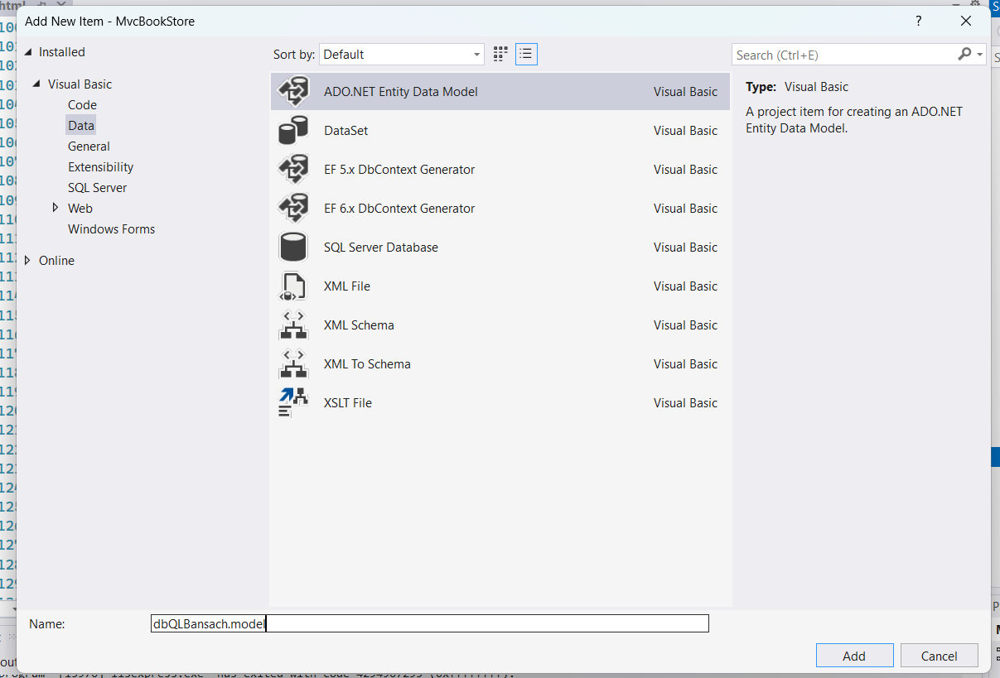 Add New Item - MvcBookStore
?
Installed
Visual Basic
Code
Data
General
Extensibility
SQL Server
Web
Windows Forms
Online
Sort by: Default
Search (Ctrl+E)
ADO.NET Entity Data Model Visual Basic
DataSet Visual Basic
EF 5.x DbContext Generator Visual Basic
EF 6.x DbContext Generator Visual Basic
SQL Server Database Visual Basic
XML File Visual Basic
XML Schema Visual Basic
XML To Schema Visual Basic
XSLT File Visual Basic
Type: Visual Basic
A project item for creating an ADO.NET
Entity Data Model.
Name: dbQLBansach.model
Add
Cancel